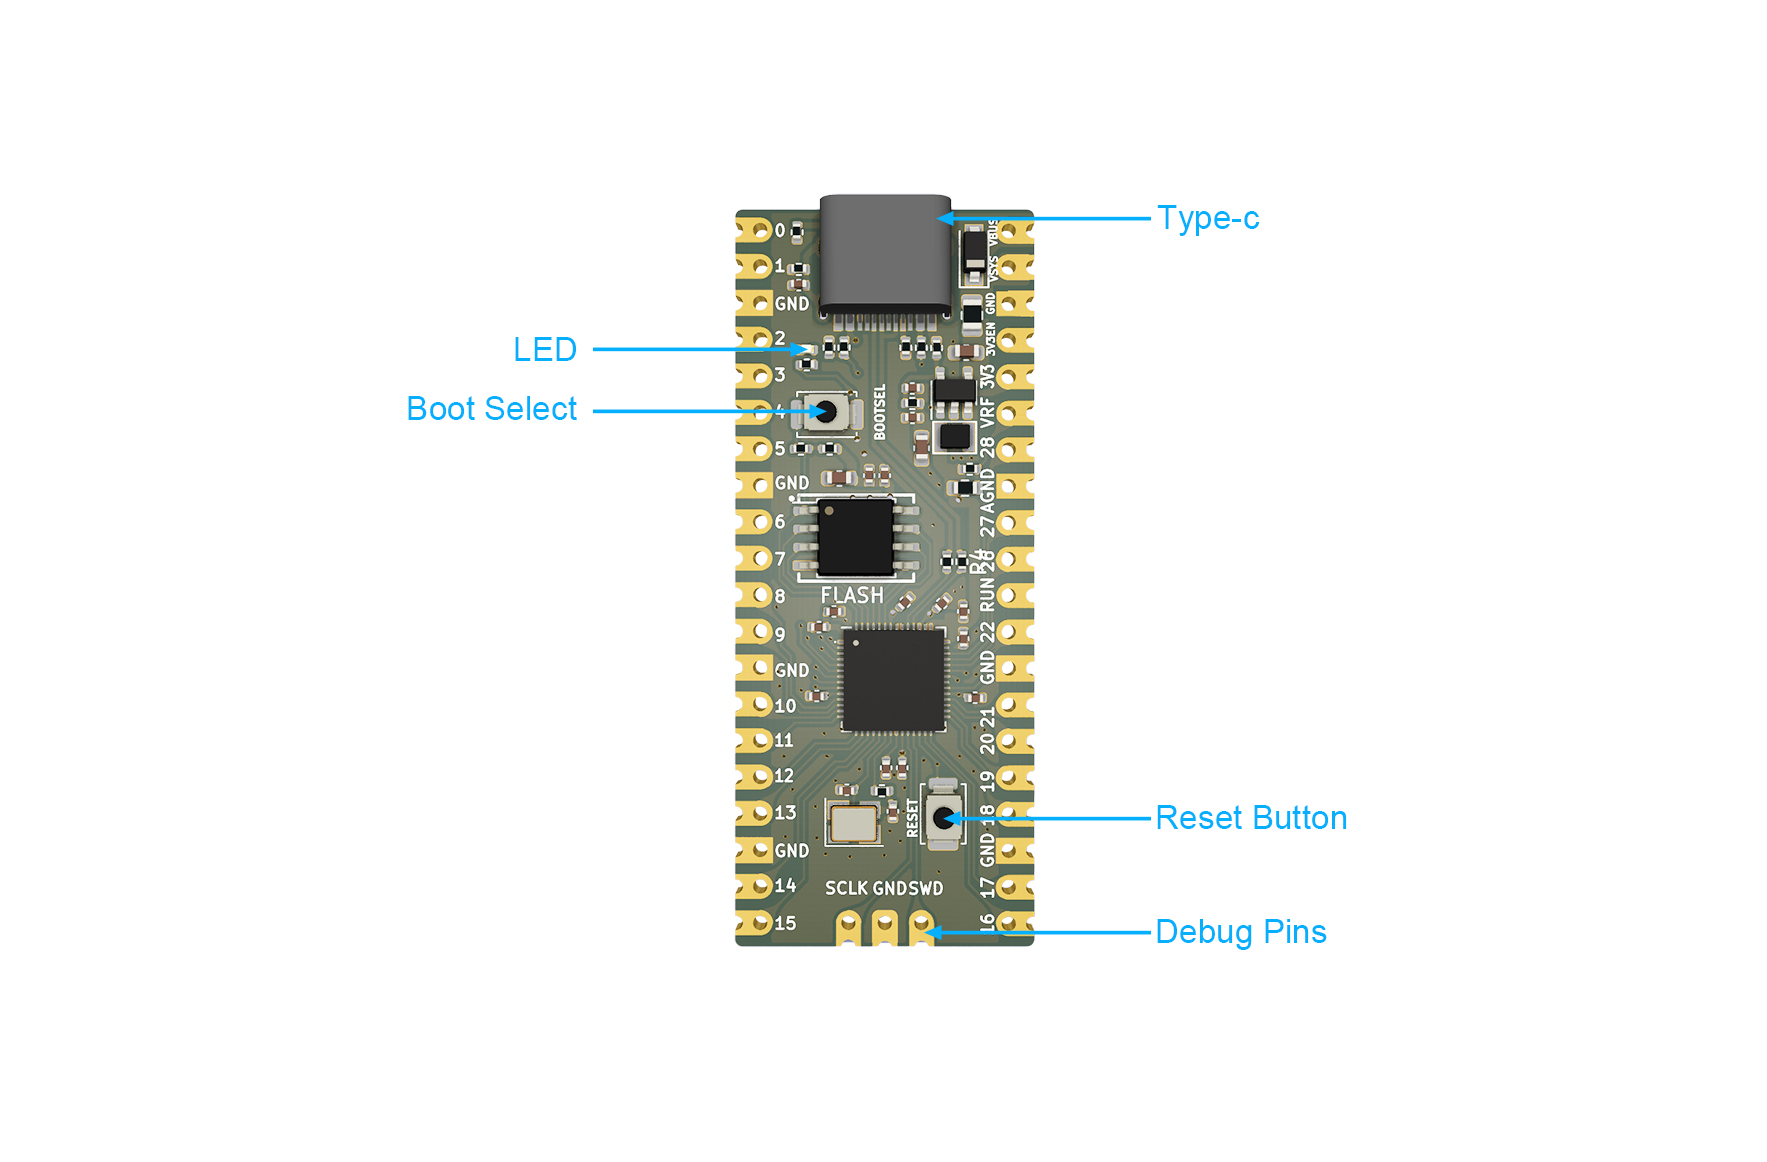 Type-c
LED
Boot Select
Reset Button
Debug Pins
0
1
GND
2
3
4
5
GND
6
7
8
9
GND
10
11
12
13
GND
14
15
VBUS
VSYS
GND
3V3EN
3V3
VRF
28
AGND
27
26
R4
RUN
22
GND
21
20
19
18
GND
17
16
BOOTSEL
FLASH
RESET
SCLK GND SWD